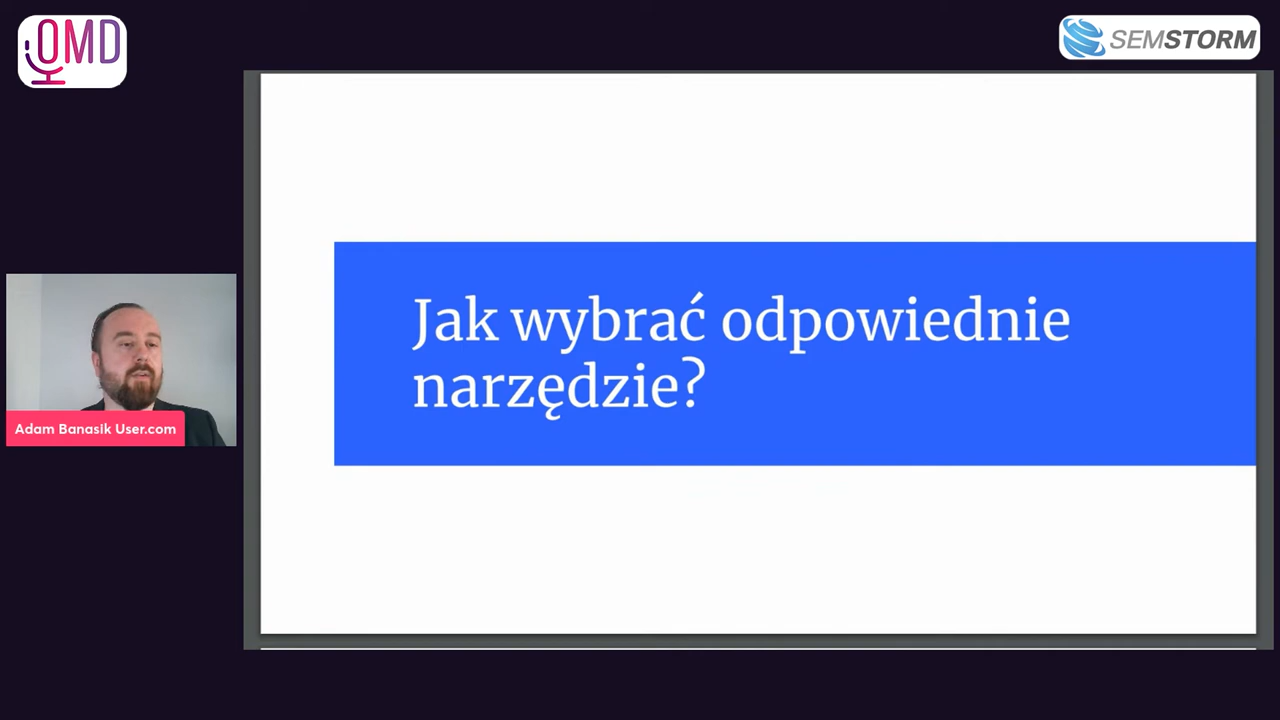 OMD
SEMSTORM
Jak wybrać odpowiednie
narzędzie?
Adam Banasik User.com